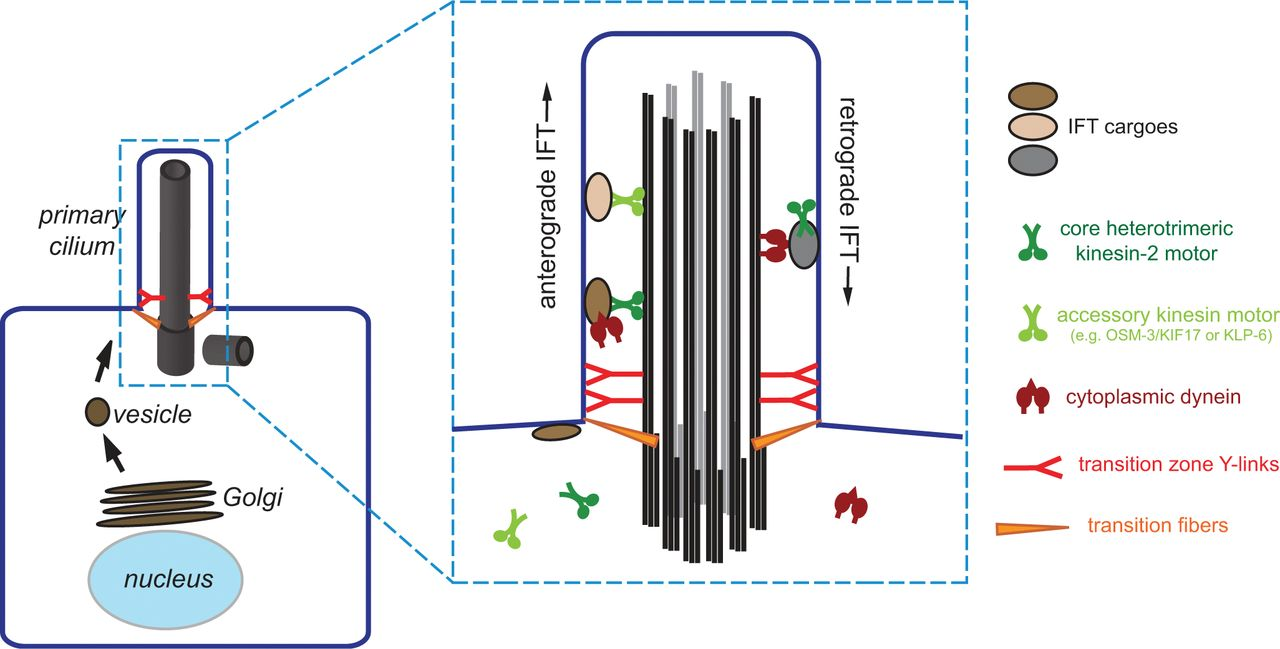 primary
cilium
vesicle
Golgi
nucleus
anterograde IFT
retrograde IFT
IFT cargoes
core heterotrimeric
kinesin-2 motor
accessory kinesin motor
(e.g. OSM-3/KIF17 or KLP-6)
cytoplasmic dynein
transition zone Y-links
transition fibers